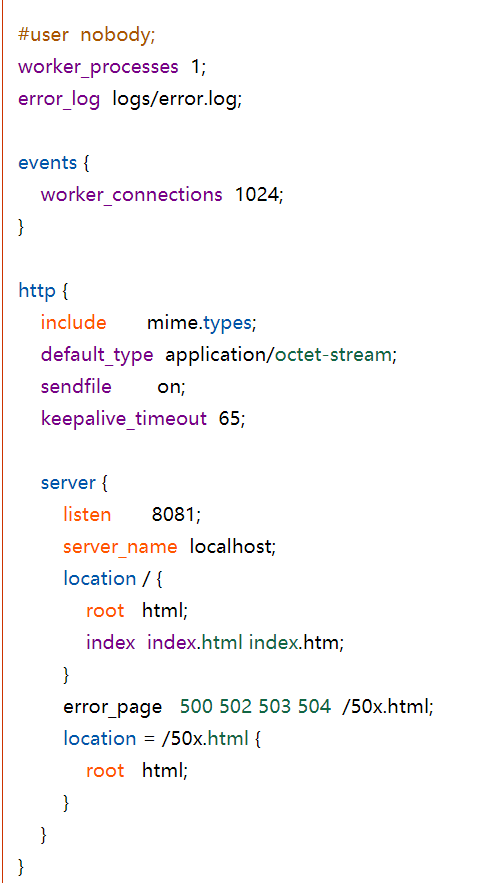 #user  nobody;
worker_processes  1;
error_log  logs/error.log;

events {
    worker_connections  1024;
}

http {
    include       mime.types;
    default_type  application/octet-stream;
    sendfile        on;
    keepalive_timeout  65;

    server {
        listen       8081;
        server_name  localhost;
        location / {
            root   html;
            index  index.html index.htm;
        }
        error_page   500 502 503 504  /50x.html;
        location = /50x.html {
            root   html;
        }
    }
}